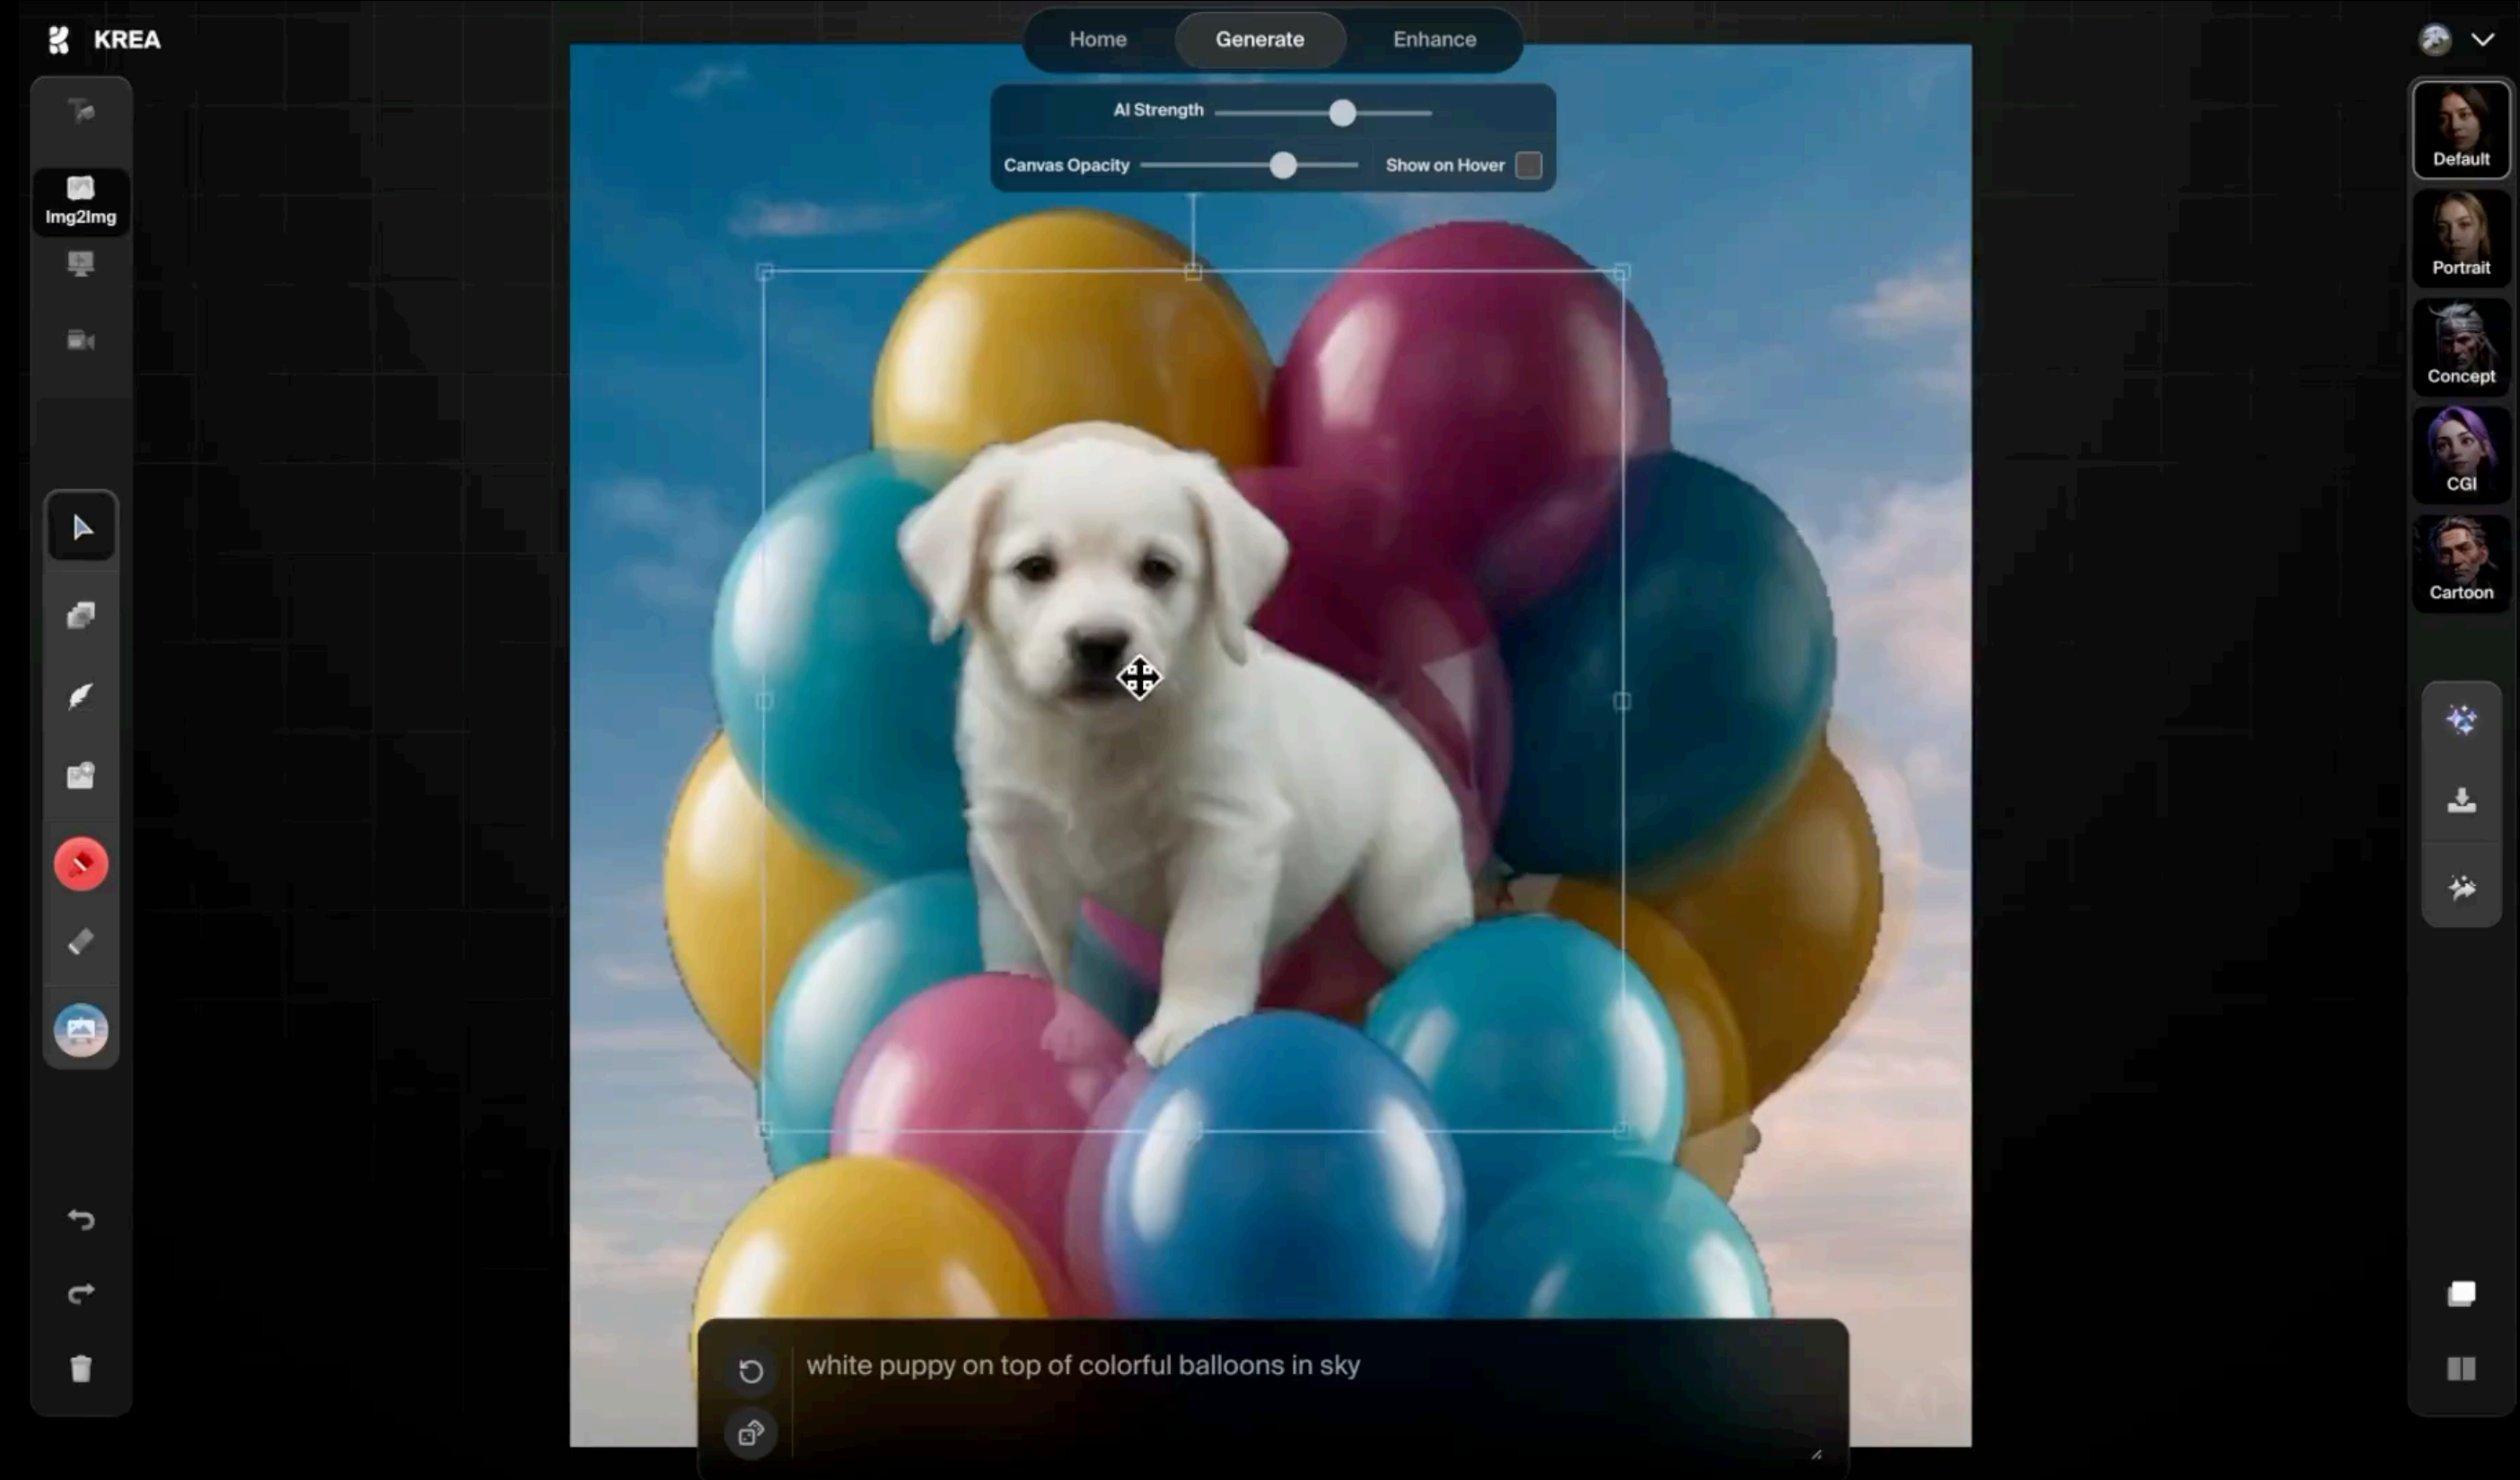 KREA
Home
Generate
Enhance
AI Strength
Canvas Opacity
Show on Hover
Img2Img
Default
Portrait
Concept
CGI
Cartoon
white puppy on top of colorful balloons in sky